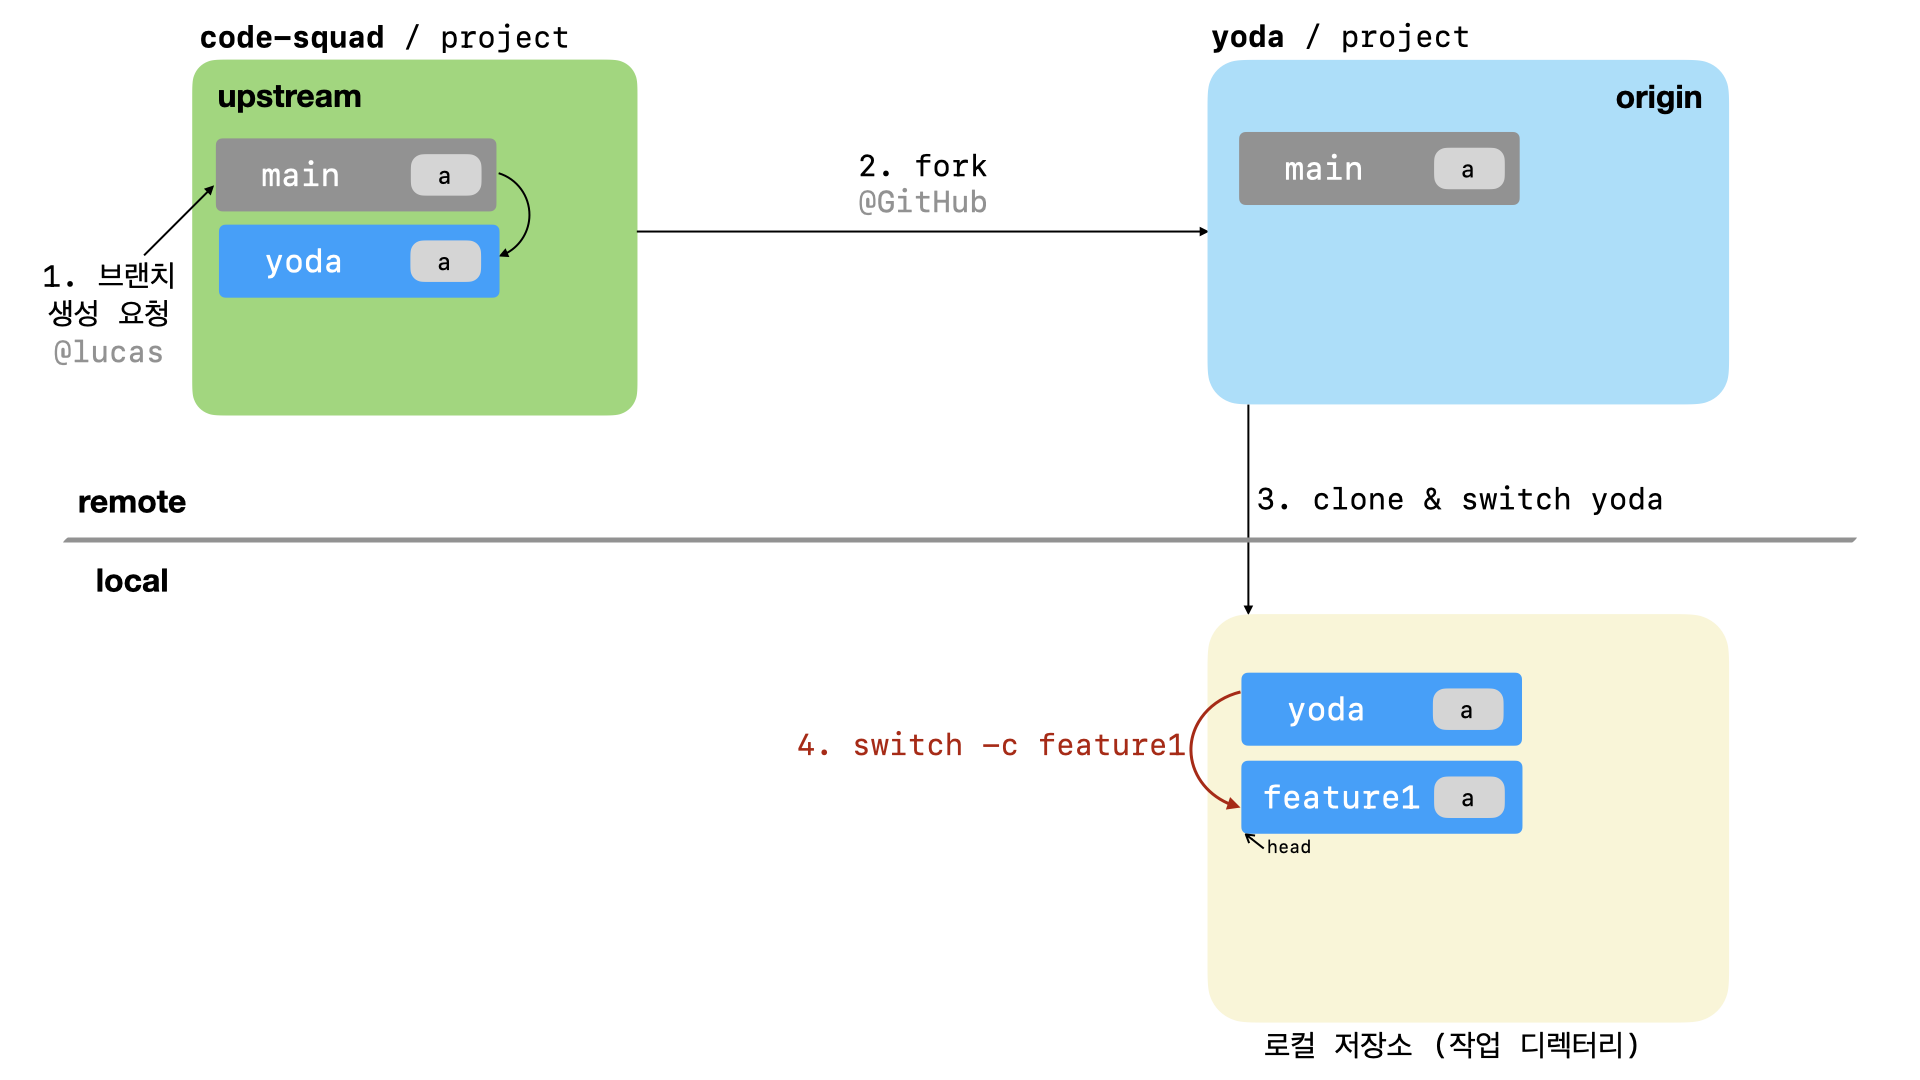 code-squad / project
upstream
main a
yoda a
1. 브랜치
생성 요청
@lucas
2. fork
@GitHub
yoda / project
origin
main a
3. clone & switch yoda
remote
local
yoda a
4. switch -c feature1
feature1 a
head
로컬 저장소 (작업 디렉터리)